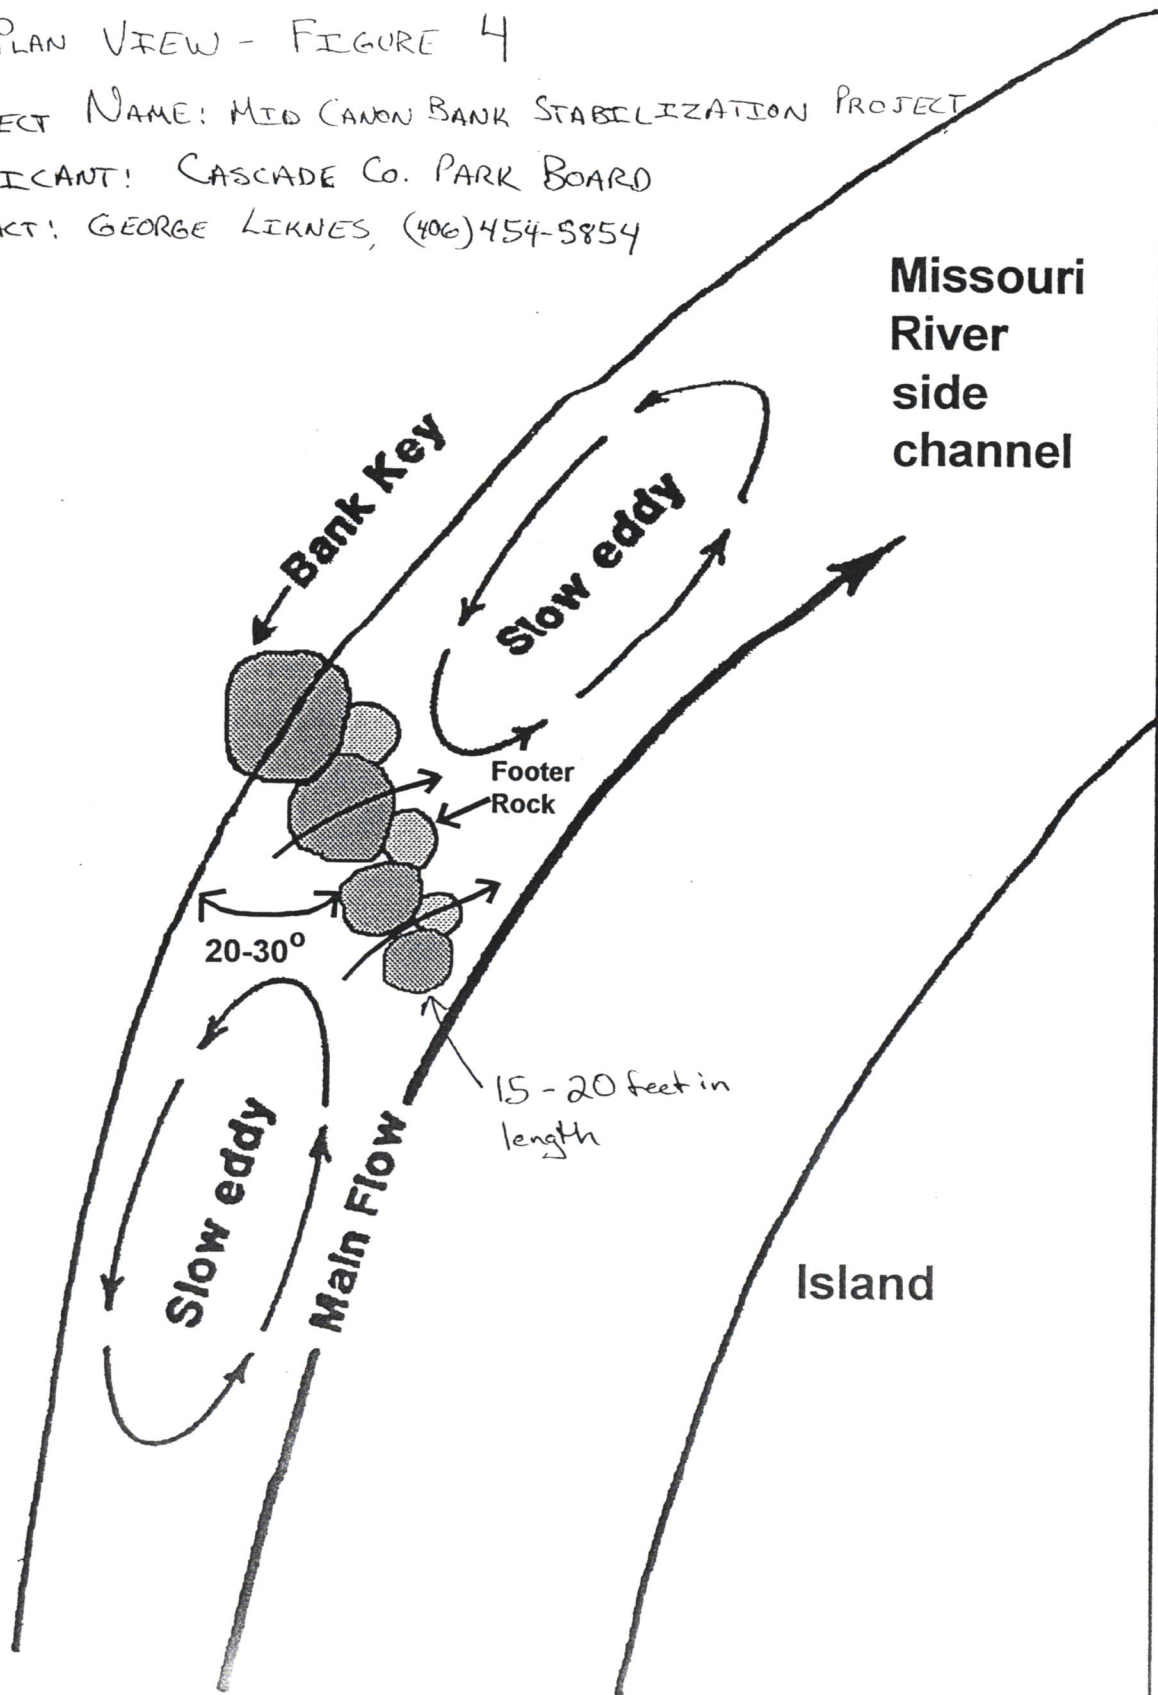 PLAN VIEW - FIGURE 4
ECT NAME: MID CANON BANK STABILIZATION PROJECT
ICANT: CASCADE CO. PARK BOARD
ACT: GEORGE LIKNES, (406)454-5854
Missouri
River
side
channel
Bank Key
Slow eddy
Footer
Rock
20-30°
15-20 feet in
length
Slow eddy
Main Flow
Island